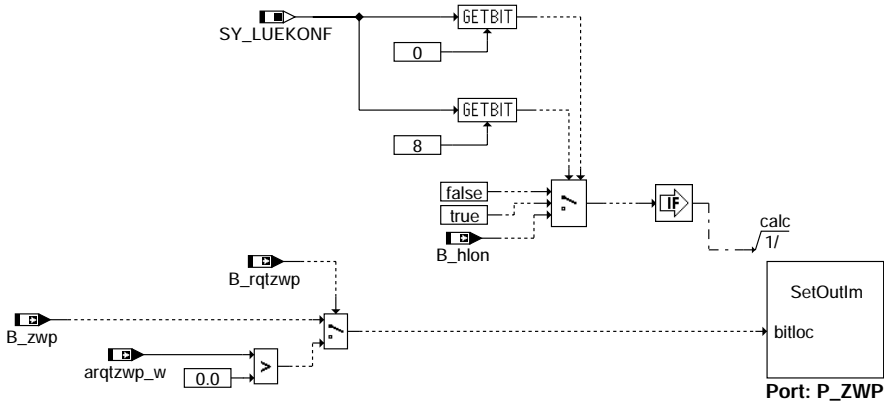 GETBIT
SY_LUEKONF
0
GETBIT
8
false
true
IF
B_hlon
calc
1/
B_rqtzwp
SetOutIm
B_zwp
bitloc
arqtzwp_w
>
0.0
Port: P_ZWP